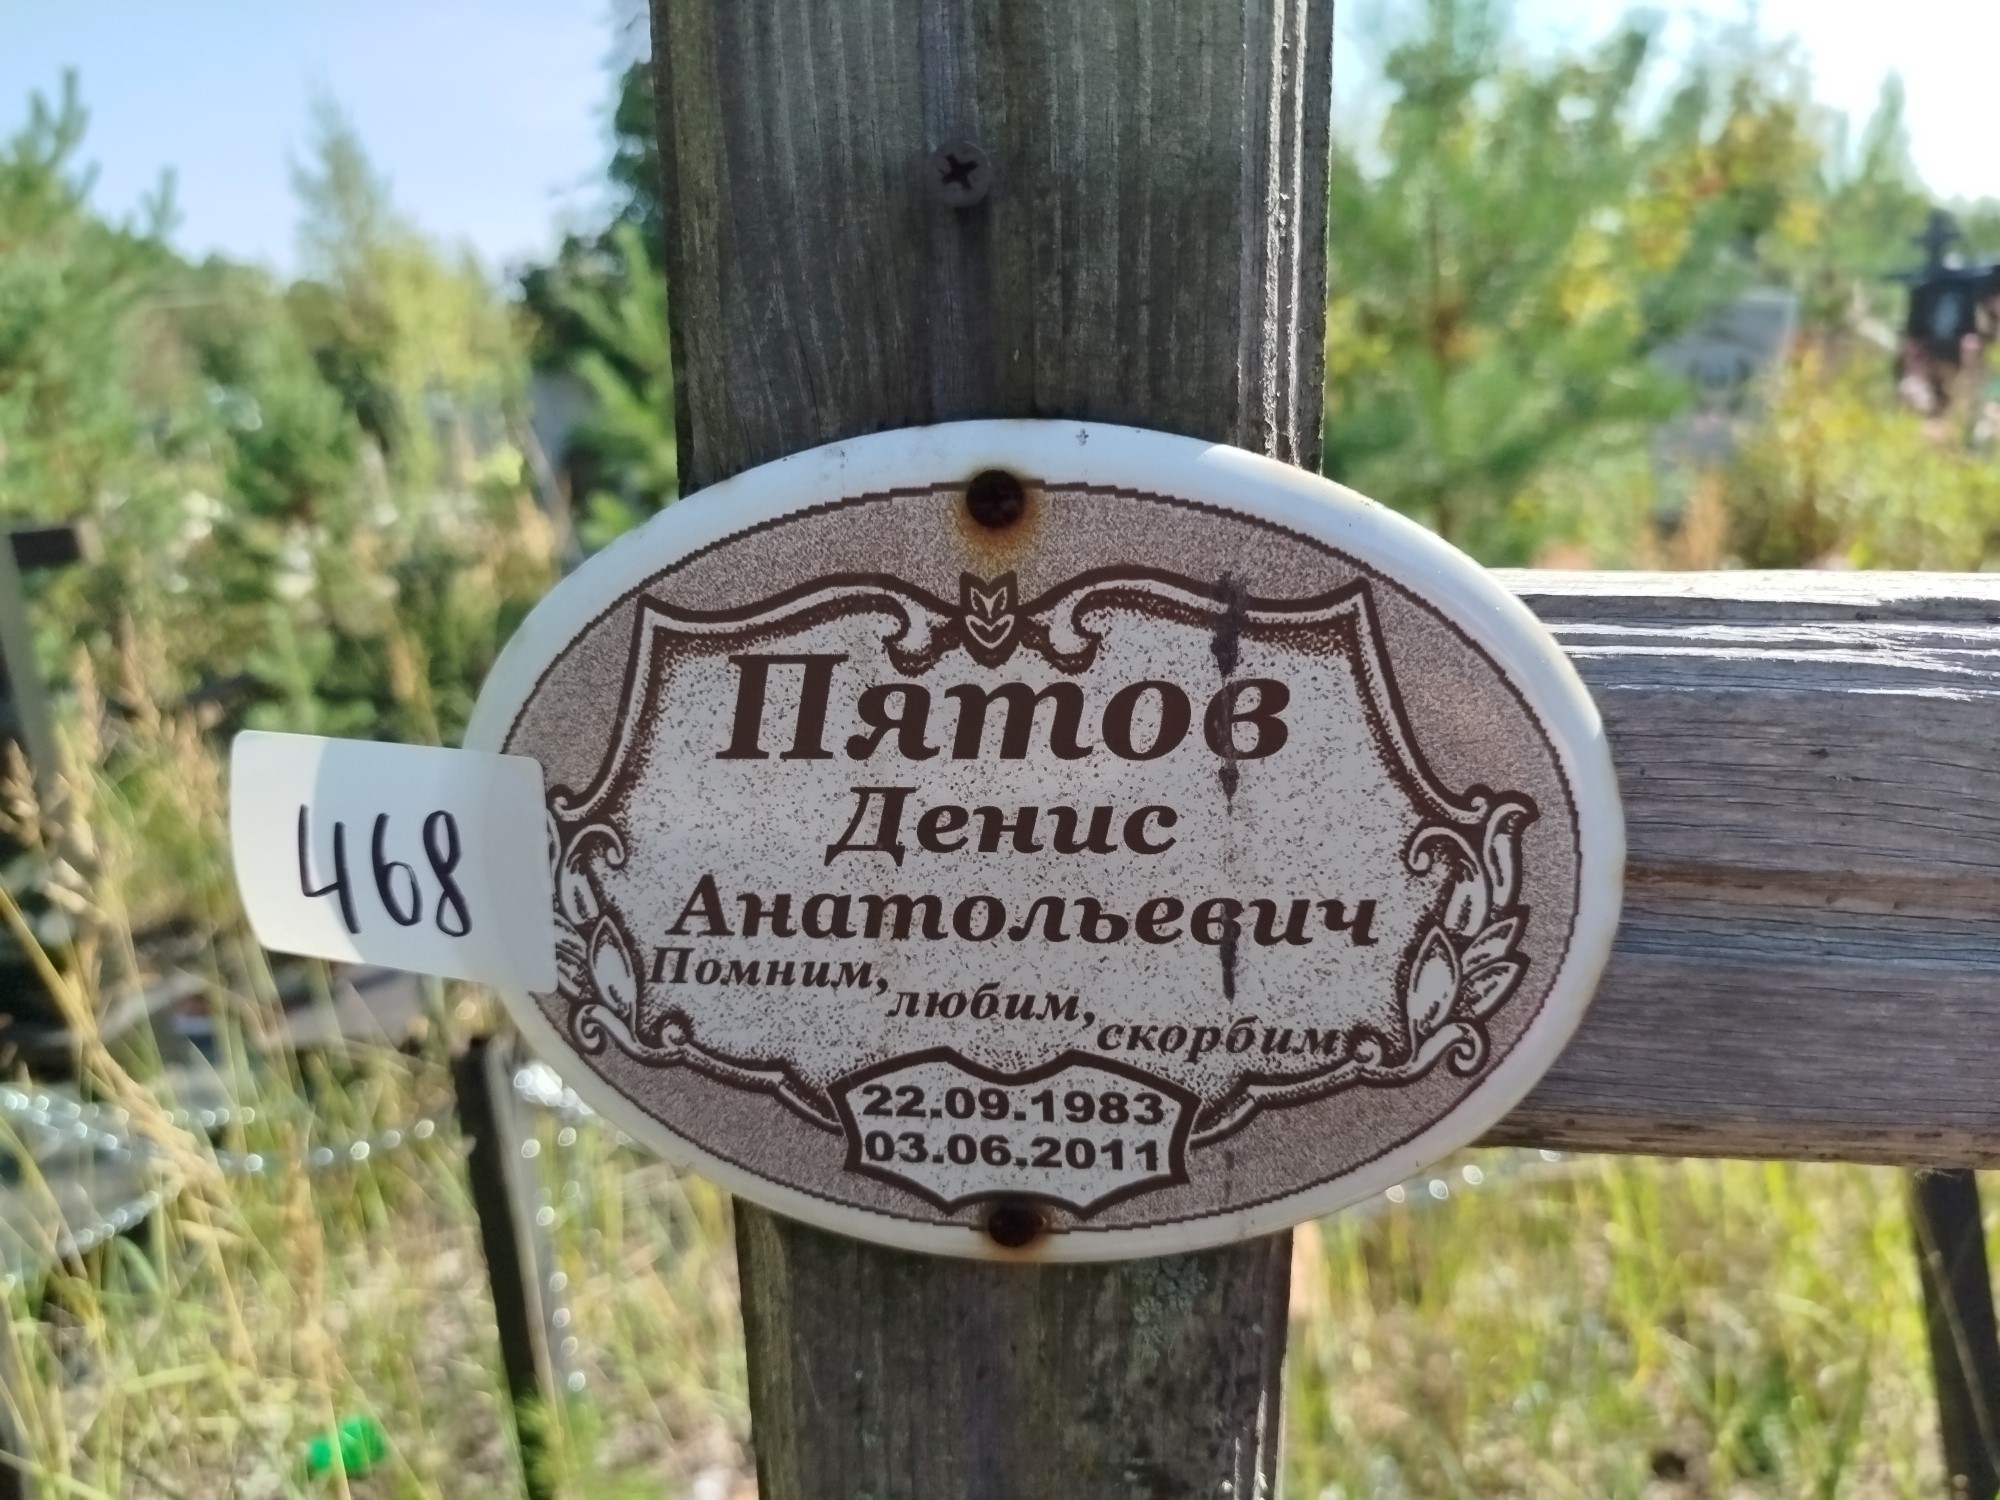 Пятов
Денис
Анатольевич
Помним,
любим,
скорбим
22.09.1983
03.06.2011
468